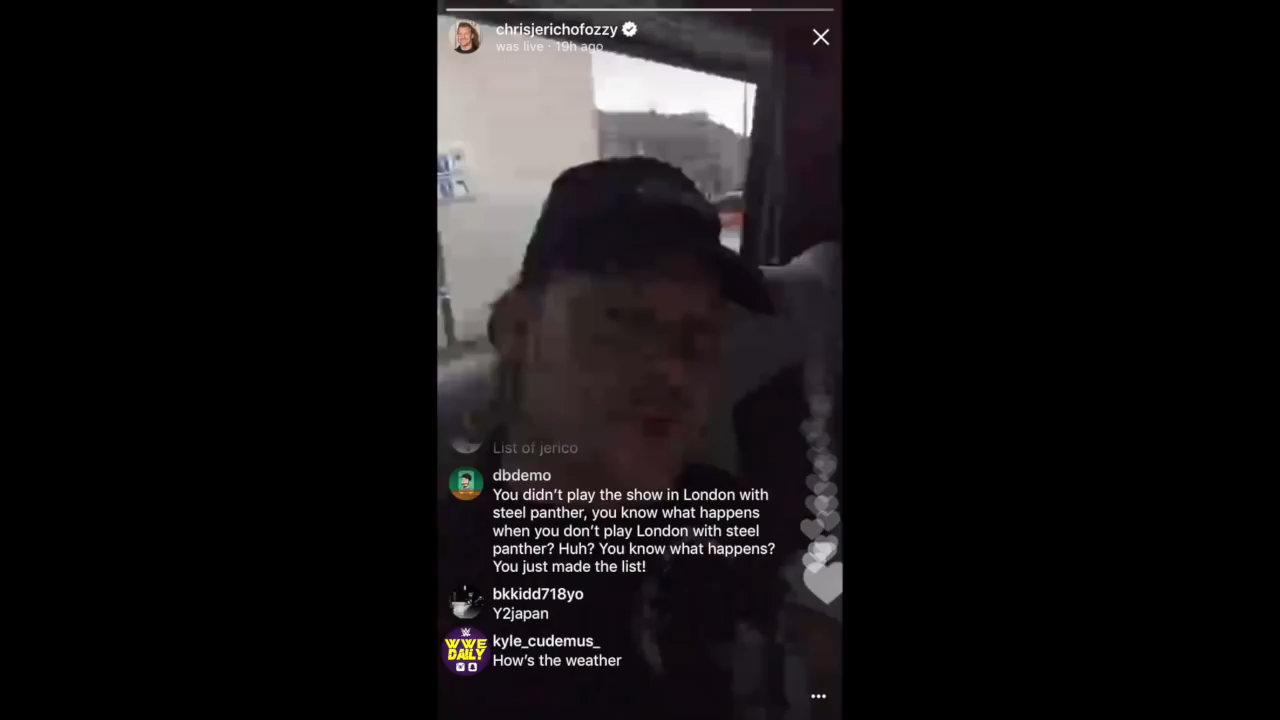 chrisjerichofozzy
was live · 19h ago
List of jerico
dbdemo
You didn’t play the show in London with
steel panther, you know what happens
when you don’t play London with steel
panther? Huh? You know what happens?
You just made the list!
bkkidd718yo
Y2japan
WWE
DAILY
kyle_cudemus_
How’s the weather